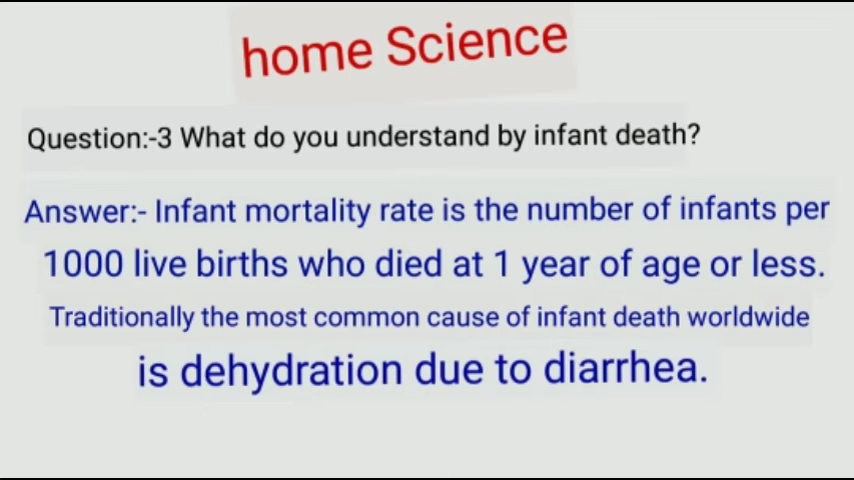 home Science
Question:-3 What do you understand by infant death?
Answer:- Infant mortality rate is the number of infants per
1000 live births who died at 1 year of age or less.
Traditionally the most common cause of infant death worldwide
is dehydration due to diarrhea.